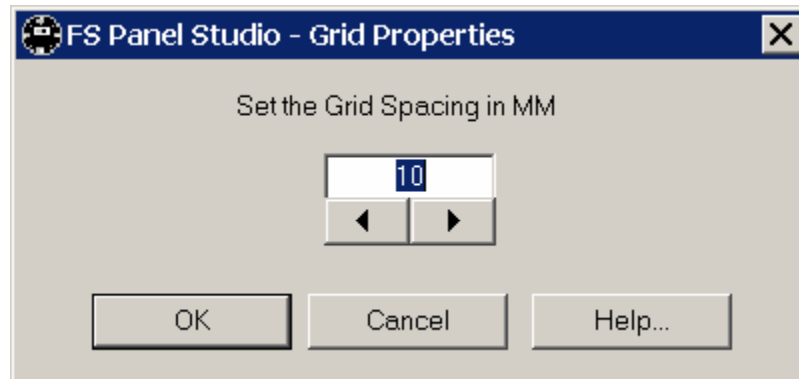 FS Panel Studio - Grid Properties
Set the Grid Spacing in MM
10
OK Cancel Help...